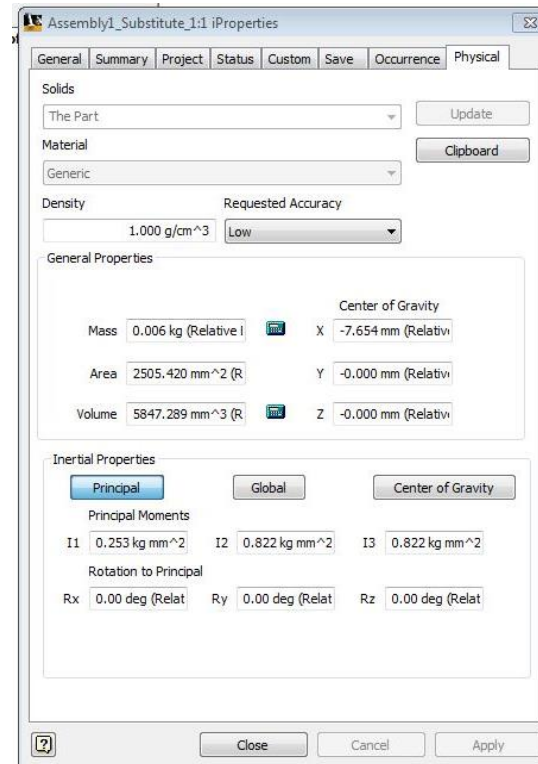 Assembly1_Substitute_1:1 iProperties
General Summary Project Status Custom Save Occurrence Physical
Solids
The Part
Update
Material
Clipboard
Generic
Density Requested Accuracy
1.000 g/cm^3 Low
General Properties
Center of Gravity
Mass 0.006 kg (Relative X -7.654 mm (Relativ
Area 2505.420 mm^2 (R Y -0.000 mm (Relativ
Volume 5847.289 mm^3 (R Z -0.000 mm (Relativ
Inertial Properties
Principal Global Center of Gravity
Principal Moments
I1 0.253 kg mm^2 I2 0.822 kg mm^2 I3 0.822 kg mm^2
Rotation to Principal
Rx 0.00 deg (Relat Ry 0.00 deg (Relat Rz 0.00 deg (Relat
? Close Cancel Apply